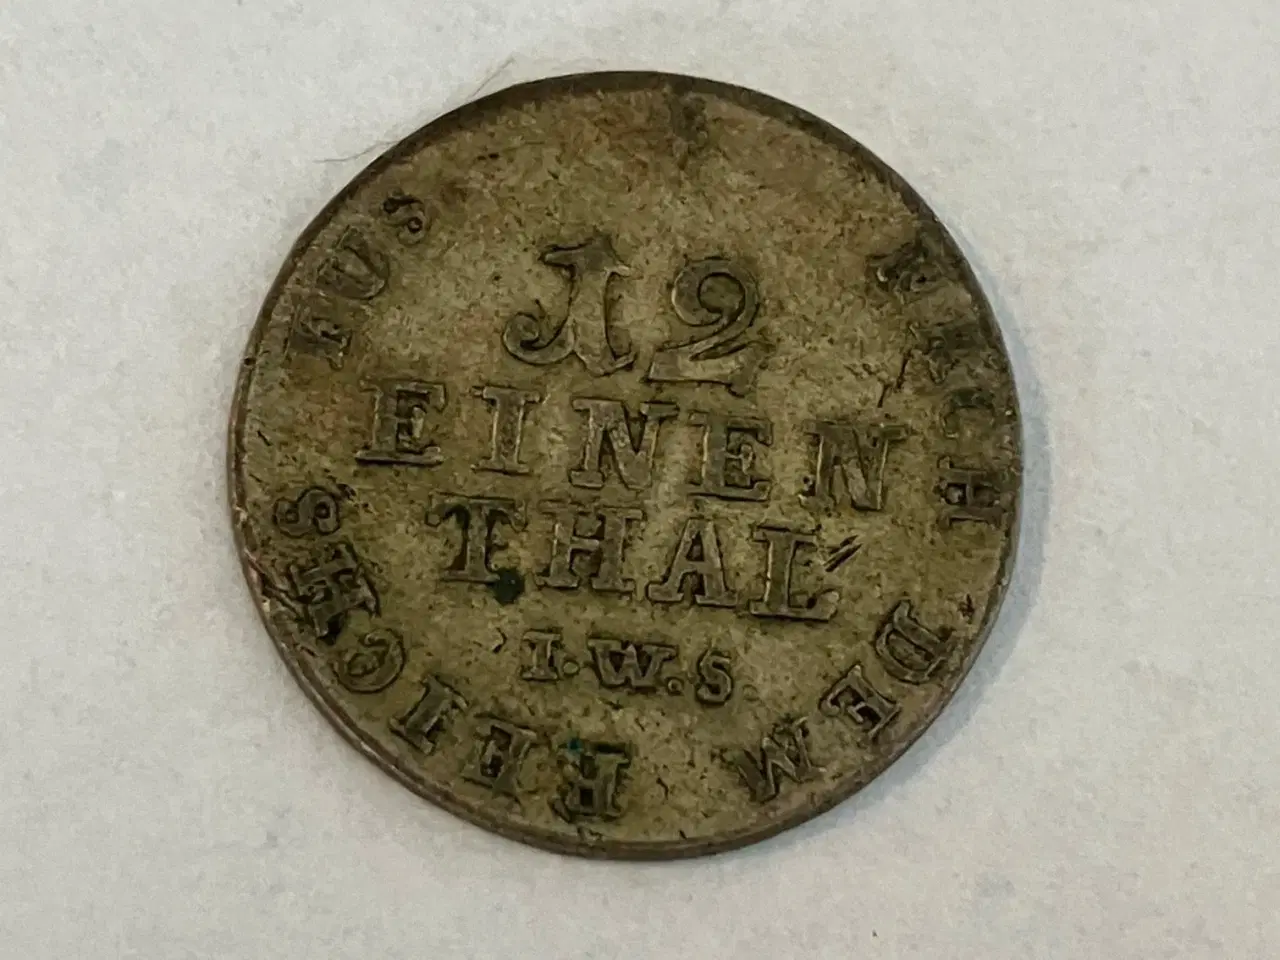 12
EINEN
THAL
I.W.S.
NACH DEM REICHS FUS